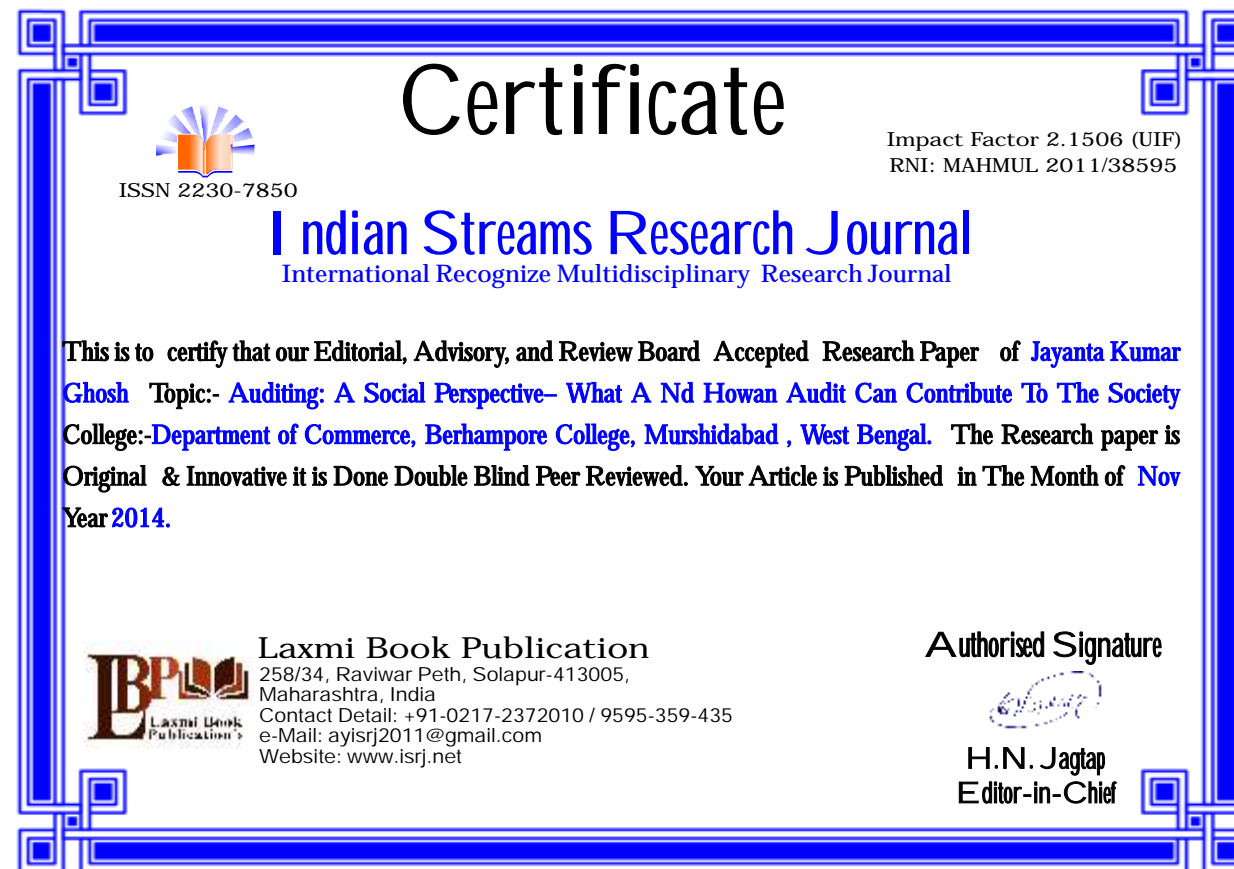 Certificate
Impact Factor 2.1506 (UIF)
RNI: MAHMUL 2011/38595
ISSN 2230-7850
Indian Streams Research Journal
International Recognize Multidisciplinary Research Journal
This is to certify that our Editorial, Advisory, and Review Board Accepted Research Paper of Jayanta Kumar
Ghosh Topic:- Auditing: A Social Perspective– What A Nd Howan Audit Can Contribute To The Society
College:-Department of Commerce, Berhampore College, Murshidabad , West Bengal. The Research paper is
Original & Innovative it is Done Double Blind Peer Reviewed. Your Article is Published in The Month of Nov
Year 2014.
LBP
Laxmi Book
Publication's
Laxmi Book Publication
258/34, Raviwar Peth, Solapur-413005,
Maharashtra, India
Contact Detail: +91-0217-2372010 / 9595-359-435
e-Mail: ayisrj2011@gmail.com
Website: www.isrj.net
Authorised Signature
H.N. Jagtap
Editor-in-Chief